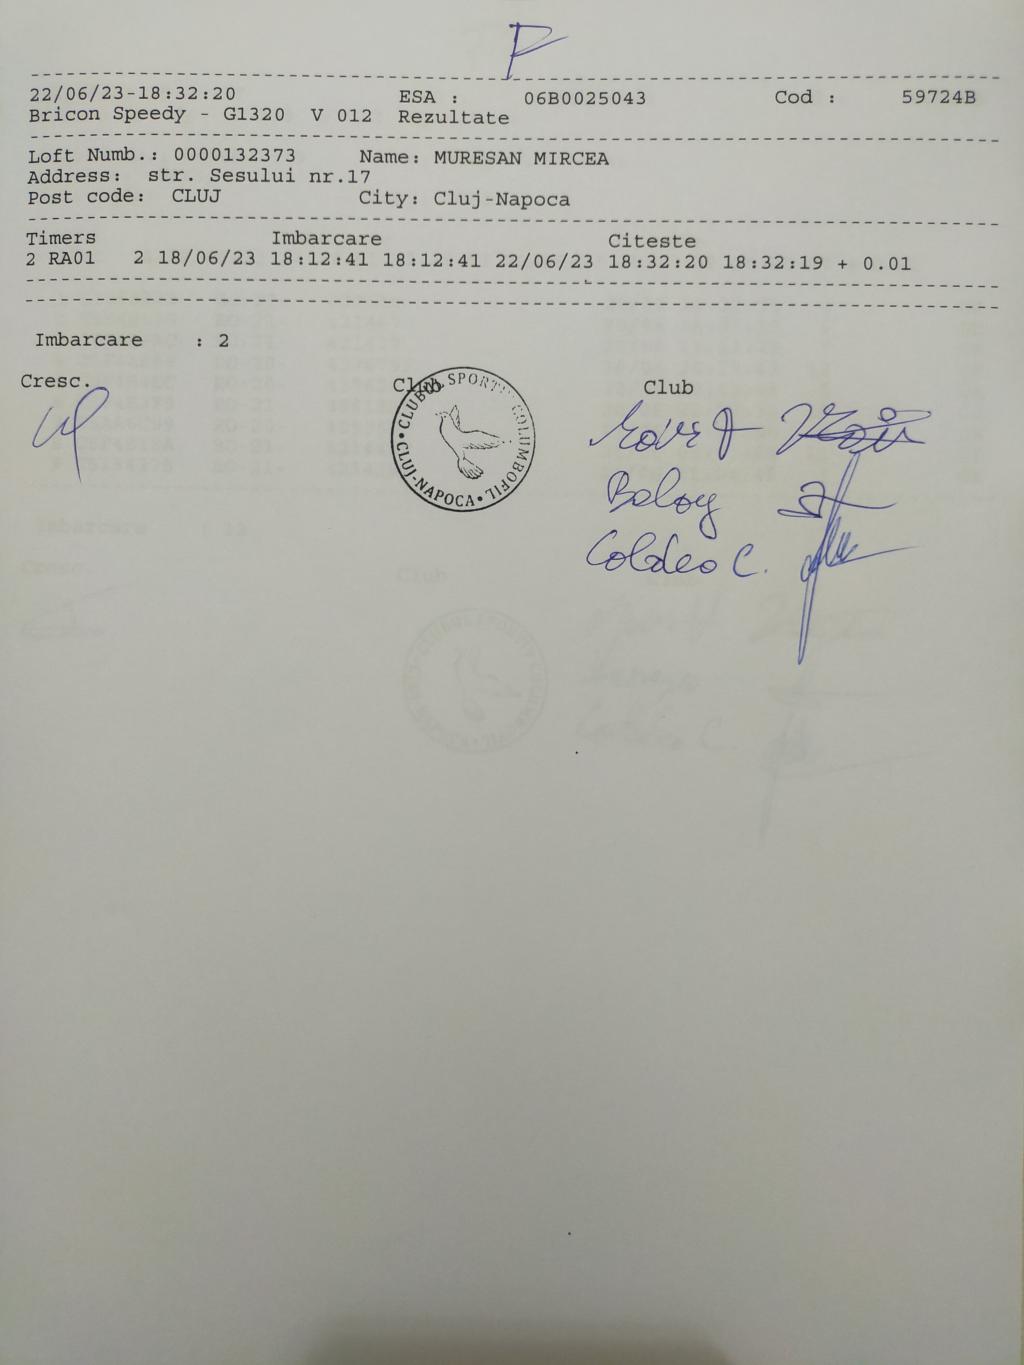 P
22/06/23-18:32:20 ESA : 06B0025043 Cod : 59724B
Bricon Speedy - G1320 V 012 Rezultate
Loft Numb.: 0000132373 Name: MURESAN MIRCEA
Address: str. Sesului nr.17
Post code: CLUJ City: Cluj-Napoca
Timers Imbarcare Citeste
2 RA01 2 18/06/23 18:12:41 18:12:41 22/06/23 18:32:20 18:32:19 + 0.01
Imbarcare : 2
Cresc. Club Club
CLUBUL SPORTIV COLUMBOFIL
CLUJ-NAPOCA
Coldeo C.